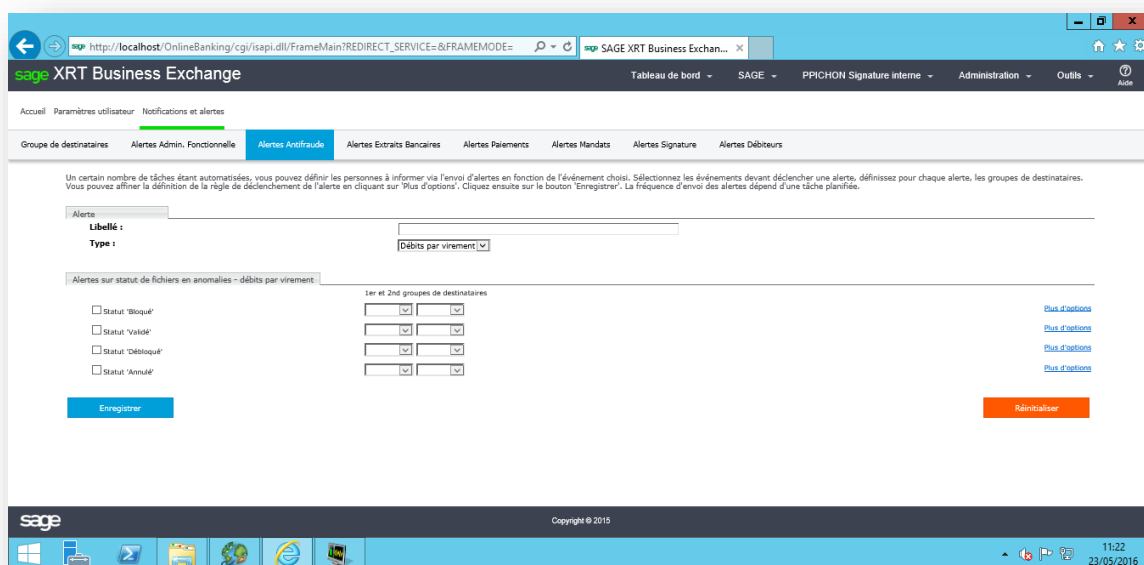 http://localhost/OnlineBanking/cgi/isapi.dll/FrameMain?REDIRECT_SERVICE=&FRAMEMODE=
SAGE XRT Business Exchan...
sage XRT Business Exchange
Tableau de bord
SAGE
PPICHON Signature interne
Administration
Outils
Aide
Accueil
Paramètres utilisateur
Notifications et alertes
Groupe de destinataires
Alertes Admin. Fonctionnelle
Alertes Antifraude
Alertes Extraits Bancaires
Alertes Paiements
Alertes Mandats
Alertes Signature
Alertes Débiteurs
Un certain nombre de tâches étant automatisées, vous pouvez définir les personnes à informer via l'envoi d'alertes en fonction de l'événement choisi. Sélectionnez les événements devant déclencher une alerte, définissez pour chaque alerte, les groupes de destinataires.
Vous pouvez affiner la définition de la règle de déclenchement de l'alerte en cliquant sur 'Plus d'options'. Cliquez ensuite sur le bouton 'Enregistrer'. La fréquence d'envoi des alertes dépend d'une tâche planifiée.
Alerte
Libellé :
Type :
Débits par virement
Alertes sur statut de fichiers en anomalies - débits par virement
1er et 2nd groupes de destinataires
Statut 'Bloqué'
Plus d'options
Statut 'Validé'
Plus d'options
Statut 'Débloqué'
Plus d'options
Statut 'Annulé'
Plus d'options
Enregistrer
Réinitialiser
sage
Copyright © 2015
11:22
23/05/2016